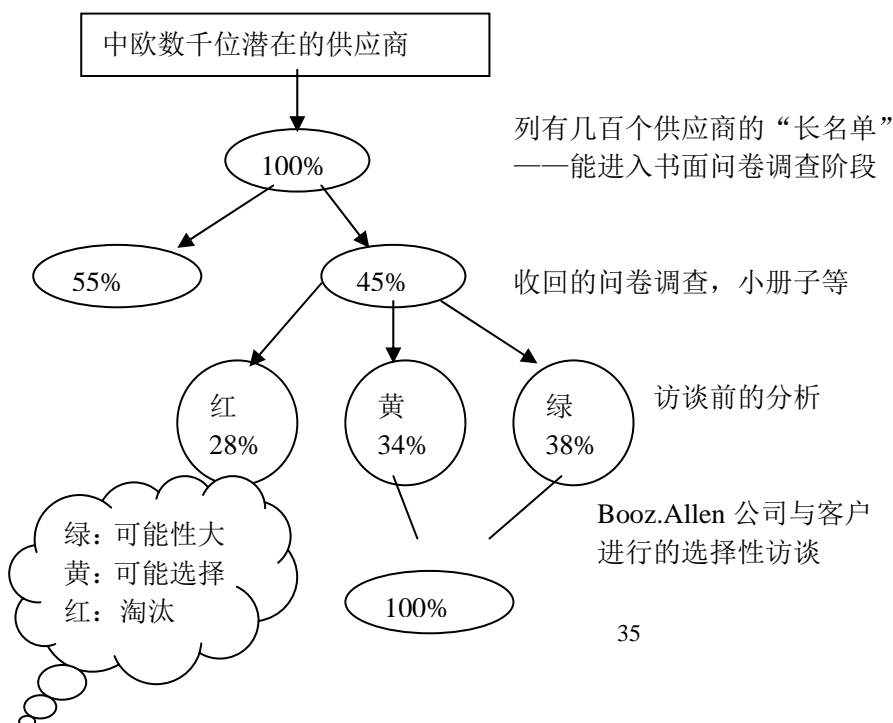 中欧数千位潜在的供应商
列有几百个供应商的“长名单”
——能进入书面问卷调查阶段
100%
55%
45%
收回的问卷调查，小册子等
红
28%
黄
34%
绿
38%
访谈前的分析
绿：可能性大
黄：可能选择
红：淘汰
Booz.Allen 公司与客户
进行的选择性访谈
100%
35